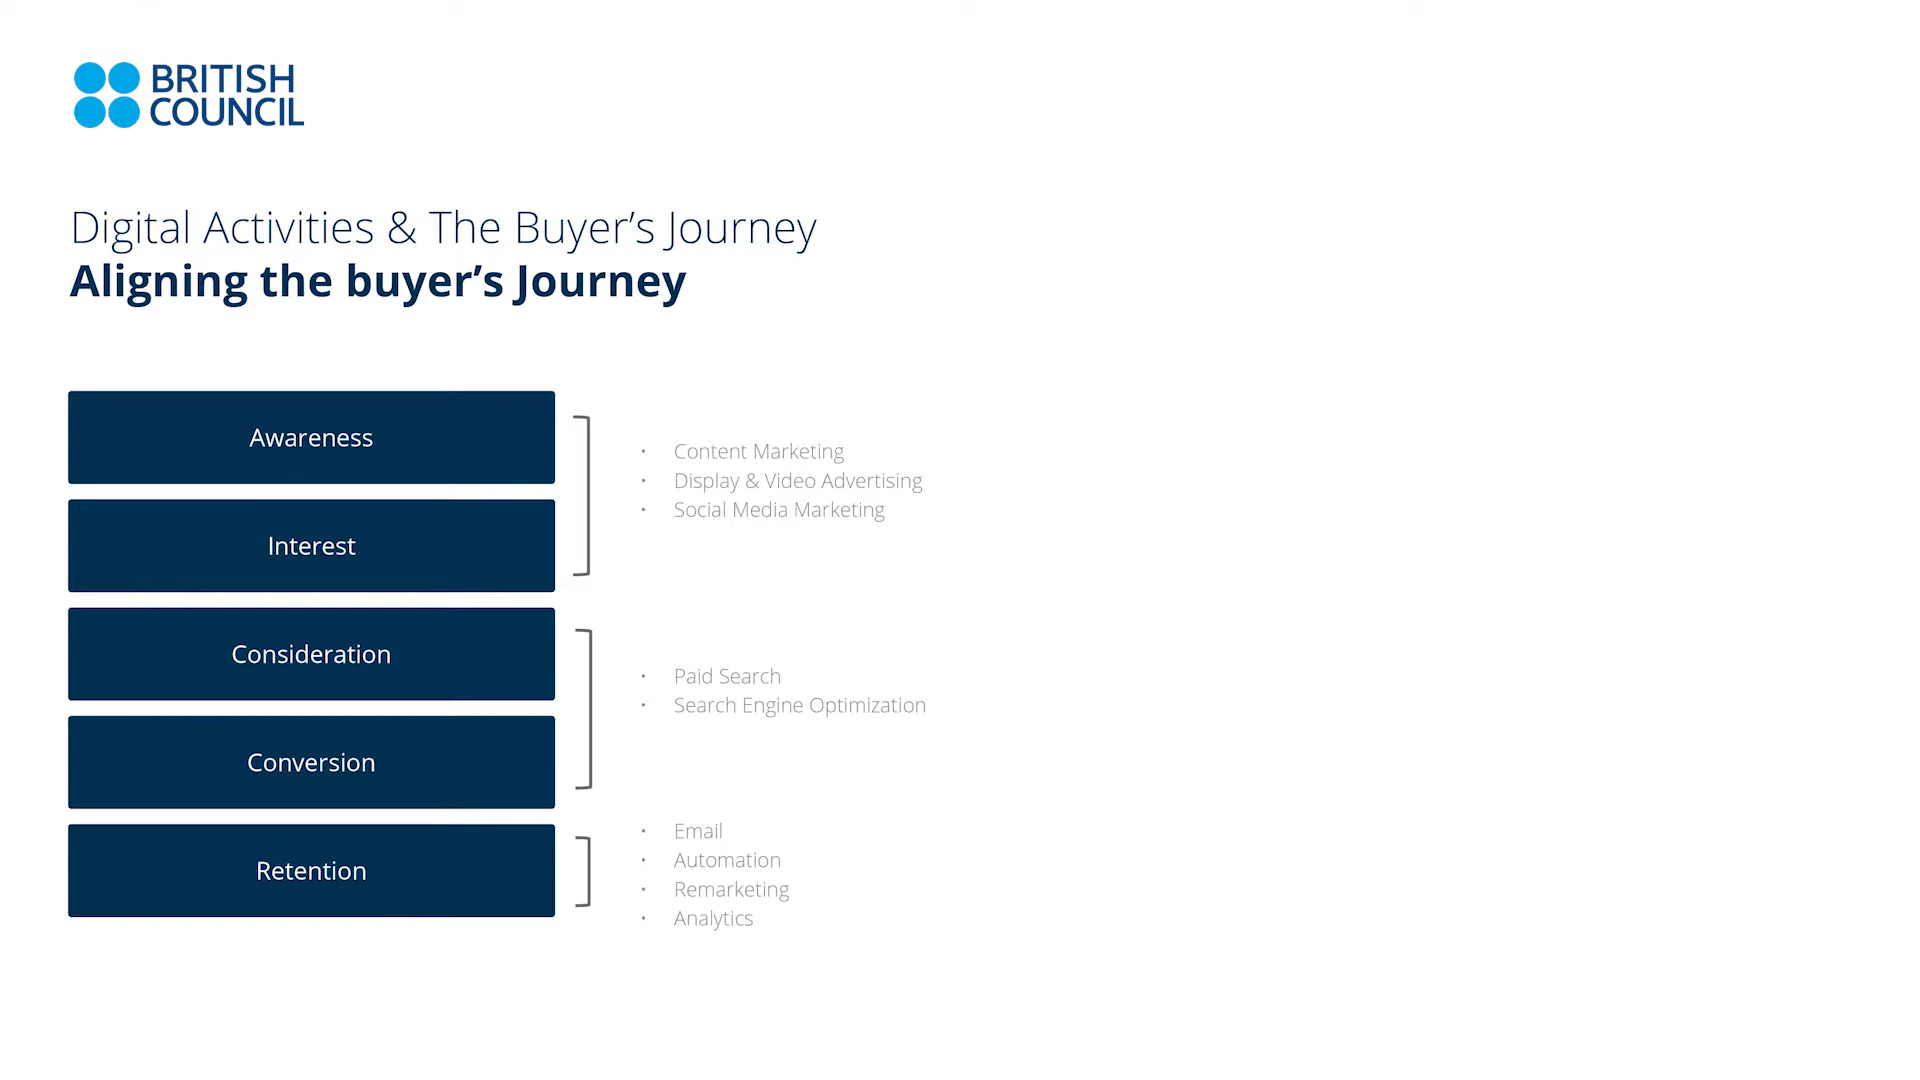 BRITISH
COUNCIL
Digital Activities & The Buyer’s Journey
Aligning the buyer’s Journey
Awareness
Interest
• Content Marketing
• Display & Video Advertising
• Social Media Marketing
Consideration
Conversion
• Paid Search
• Search Engine Optimization
Retention
• Email
• Automation
• Remarketing
• Analytics